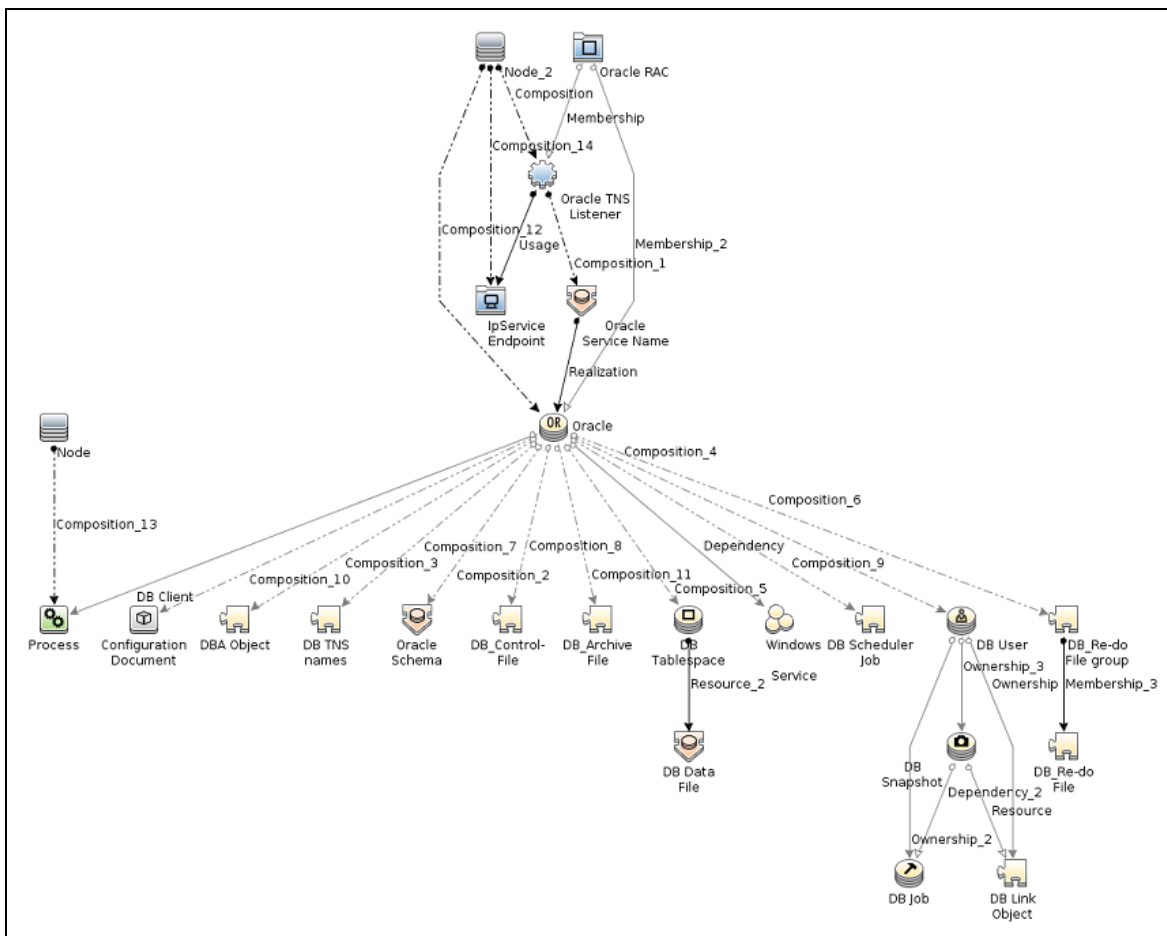 Node_2
Oracle RAC
Composition
Membership
Composition_14
Oracle TNS
Listener
Composition_12
Usage
Membership_2
Composition_1
IpService
Endpoint
Oracle
Service Name
Realization
Oracle
Node
Composition_4
Composition_6
Composition_13
Composition_7
Composition_8
Dependency
Composition_3
Composition_9
Composition_10
Composition_2
Composition_11
Composition_5
DB Client
Process
Configuration
Document
DBA Object
DB TNS
names
Oracle
Schema
DB_Control-
File
DB_Archive
File
DB
Tablespace
Windows
Service
DB Scheduler
Job
DB User
DB_Re-do
File group
Ownership_3
Ownership
Membership_3
Resource_2
DB Data
File
DB
Snapshot
DB_Re-do
File
Dependency_2
Resource
Ownership_2
DB Job
DB Link
Object